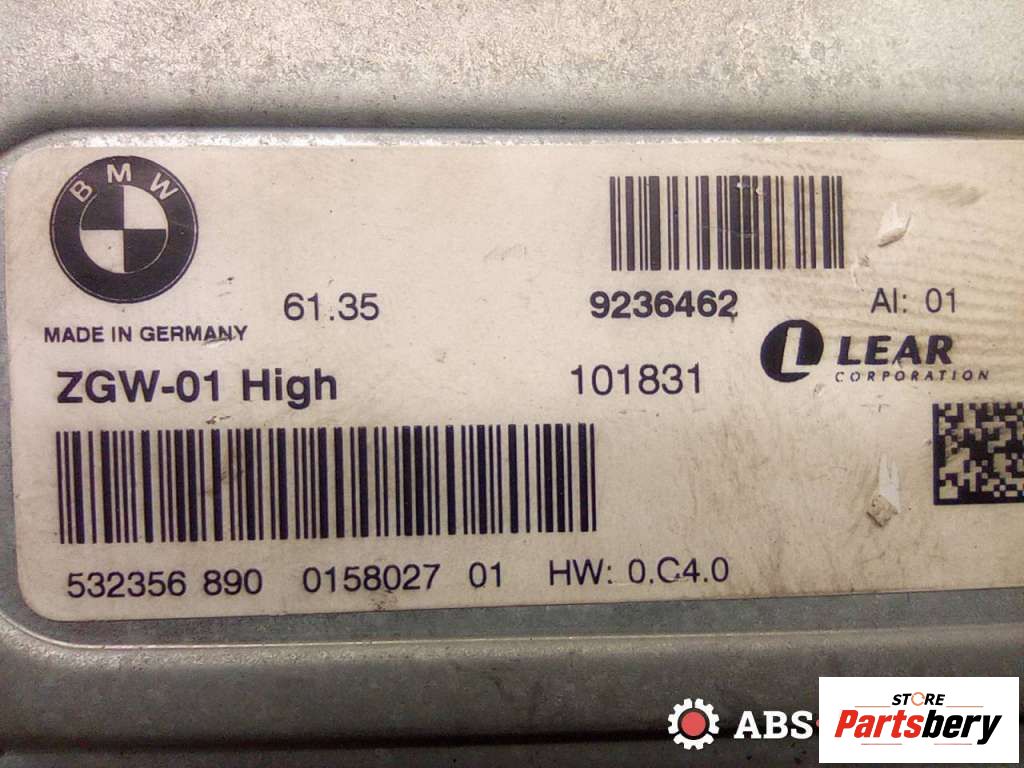 BMW
61.35
9236462
AI: 01
MADE IN GERMANY
LEAR
CORPORATION
ZGW-01 High
101831
532356 890 0158027 01 HW: 0.C4.0
ABS-
STORE
Partsbery